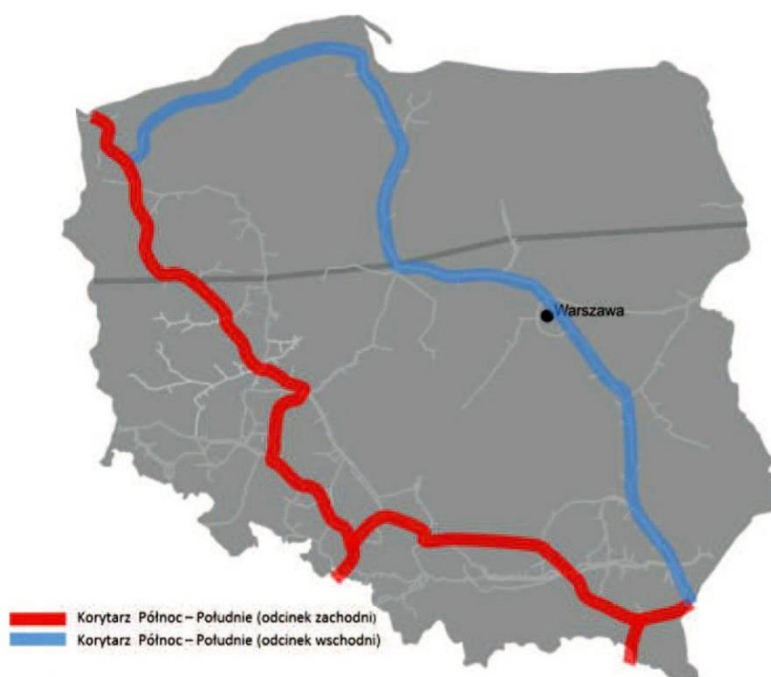 Warszawa
Korytarz Północ – Południe (odcinek zachodni)
Korytarz Północ – Południe (odcinek wschodni)